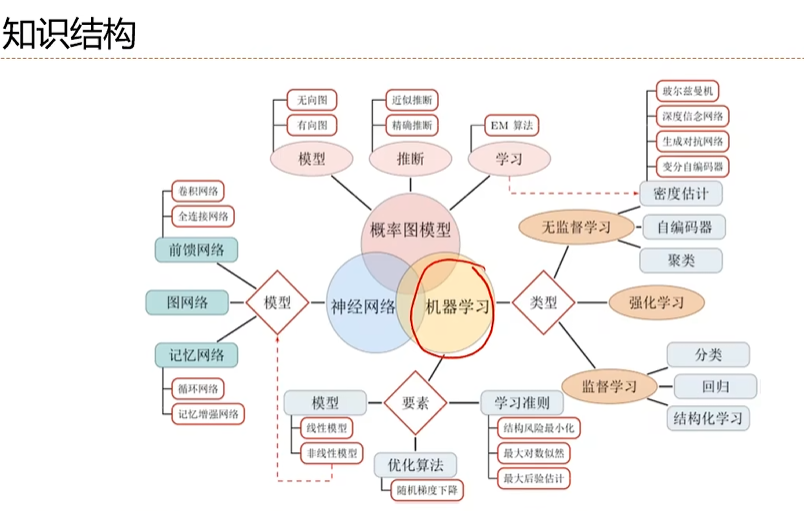 知识结构
无向图
有向图
模型
近似推断
精确推断
推断
EM 算法
学习
玻尔兹曼机
深度信念网络
生成对抗网络
变分自编码器
密度估计
无监督学习
自编码器
聚类
概率图模型
神经网络
机器学习
卷积网络
全连接网络
前馈网络
图网络
模型
记忆网络
循环网络
记忆增强网络
类型
强化学习
监督学习
分类
回归
结构化学习
要素
模型
线性模型
非线性模型
优化算法
随机梯度下降
学习准则
结构风险最小化
最大对数似然
最大后验估计